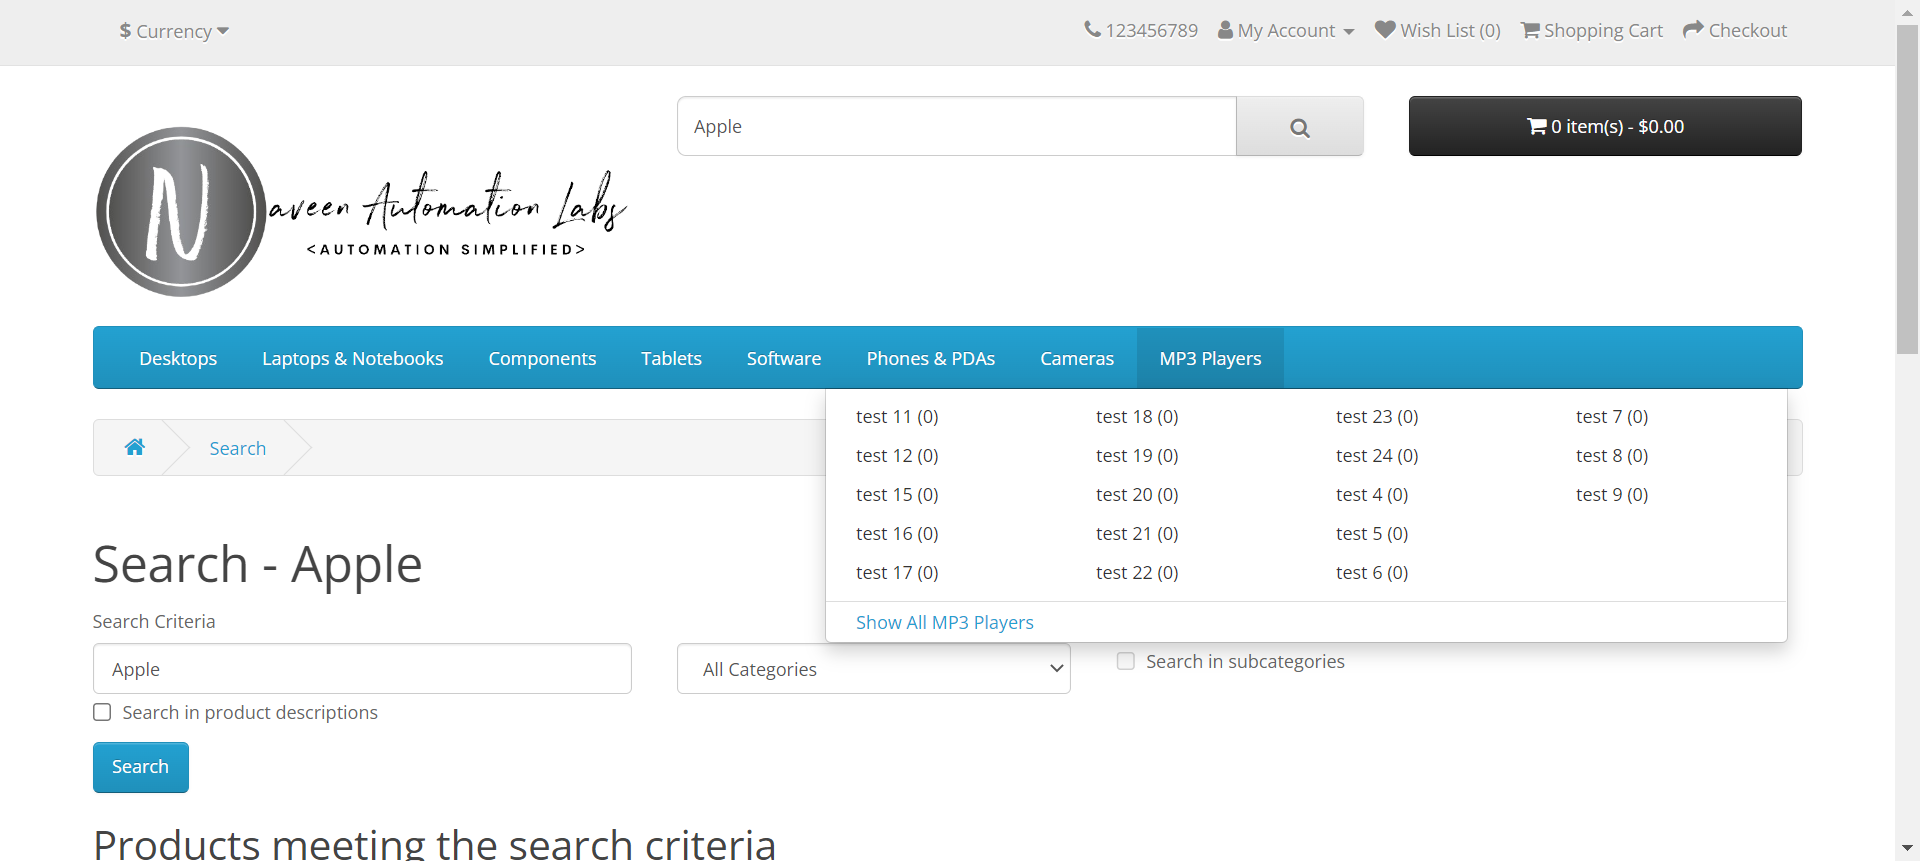 $ Currency
123456789 My Account Wish List (0) Shopping Cart Checkout
Apple
0 item(s) - $0.00
Naveen Automation Labs
<AUTOMATION SIMPLIFIED>
Desktops Laptops & Notebooks Components Tablets Software Phones & PDAs Cameras MP3 Players
test 11 (0) test 18 (0) test 23 (0) test 7 (0)
test 12 (0) test 19 (0) test 24 (0) test 8 (0)
test 15 (0) test 20 (0) test 4 (0) test 9 (0)
test 16 (0) test 21 (0) test 5 (0)
test 17 (0) test 22 (0) test 6 (0)
Show All MP3 Players
Search
Search - Apple
Search Criteria
Apple All Categories Search in subcategories
Search in product descriptions
Search
Products meeting the search criteria